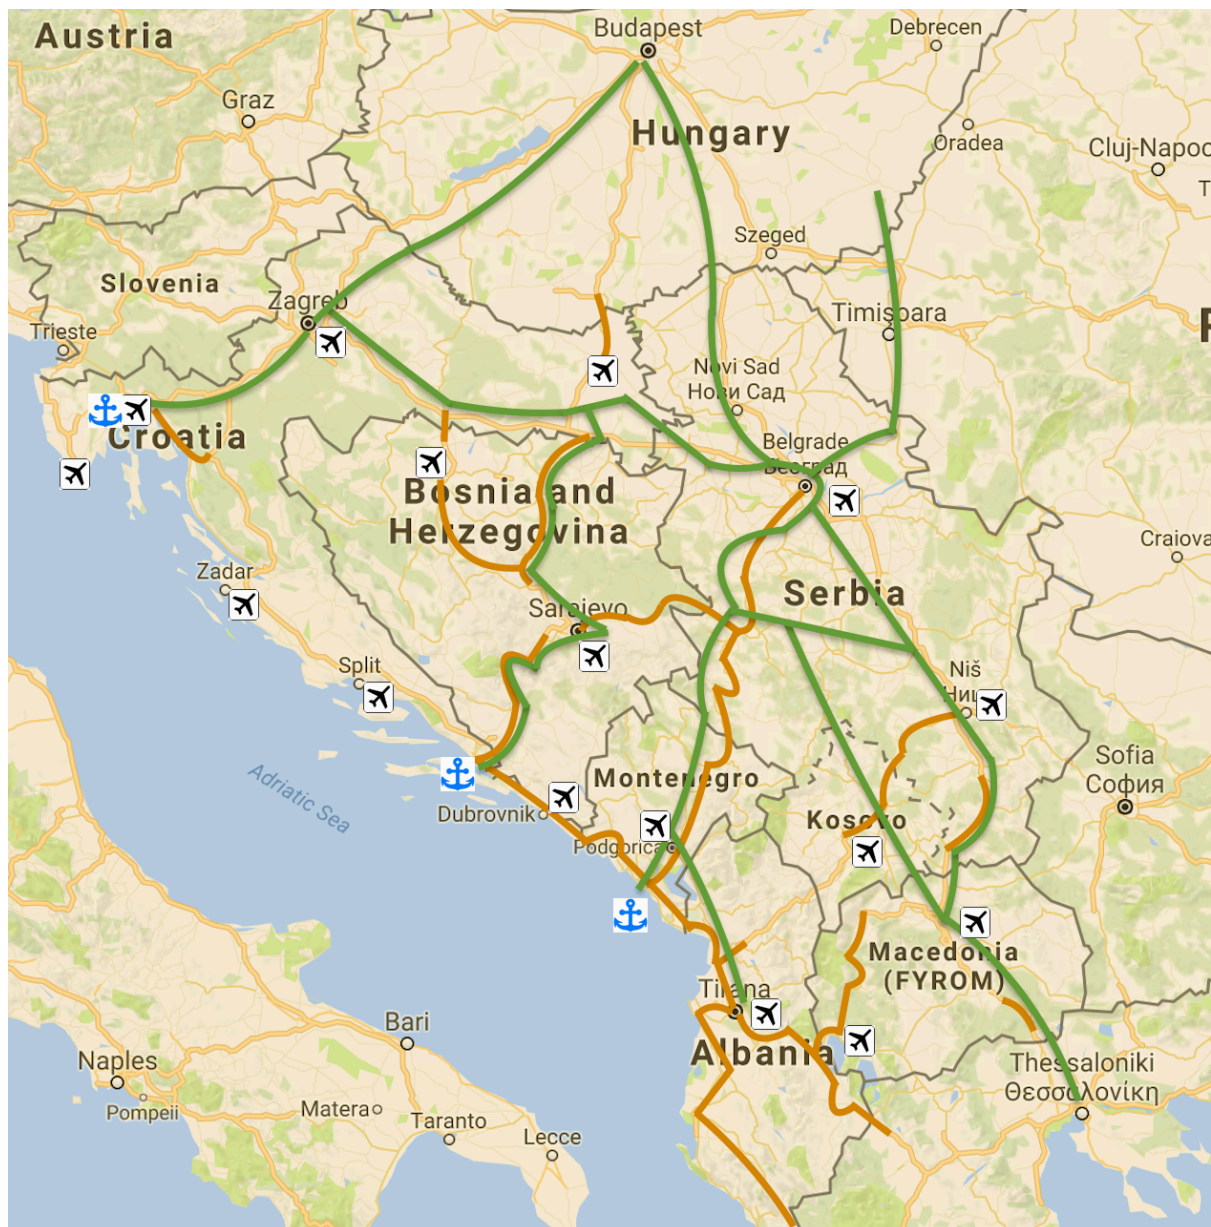 Austria
Budapest
Debrecen
Graz
Hungary
Oradea
Cluj-Napoc
T
Szeged
Slovenia
Zagreb
Timișoara
Trieste
Novi Sad
Нови Сад
Croatia
Belgrade
Београд
Bosnia and
Herzegovina
Craiova
Zadar
Serbia
Sarajevo
Split
Niš
Ниш
Sofia
София
Adriatic Sea
Montenegro
Dubrovnik
Kosovo
Podgorica
Macedonia
(FYROM)
Tirana
Bari
Albania
Naples
Thessaloniki
Θεσσαλονίκη
Pompeii
Matera
Taranto
Lecce